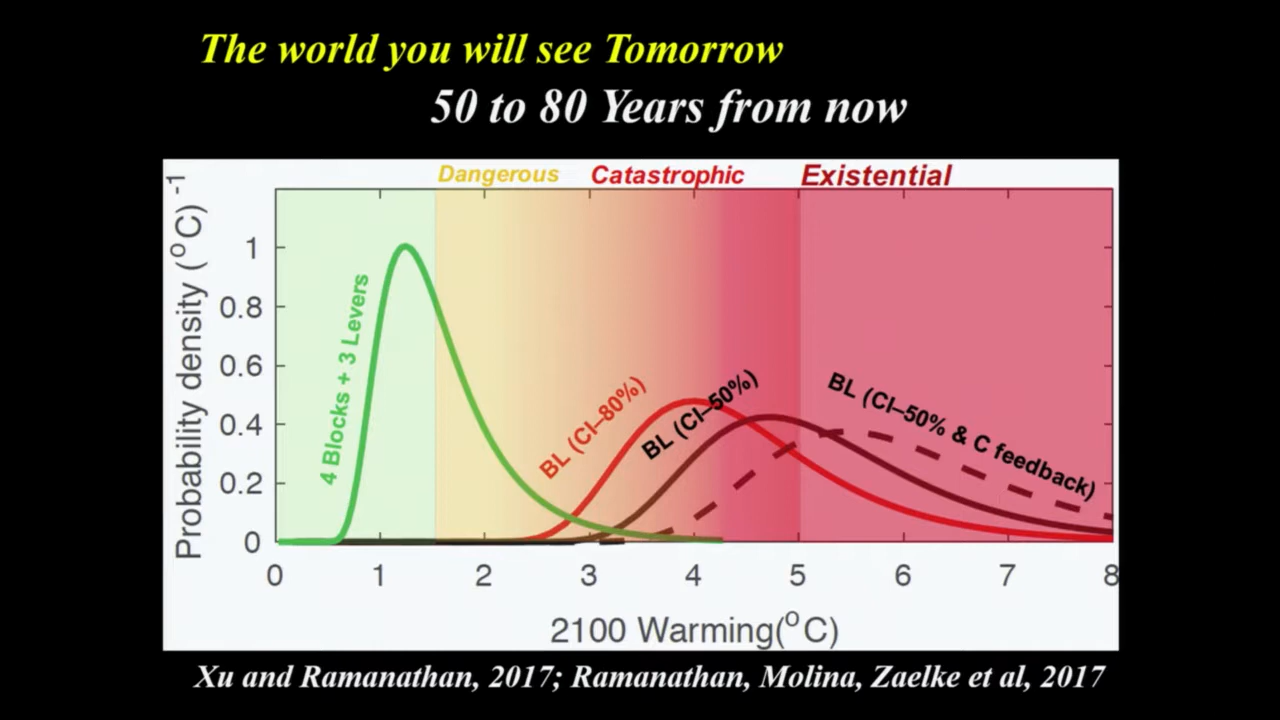 The world you will see Tomorrow
50 to 80 Years from now
Dangerous Catastrophic Existential
Probability density (°C) -1
1
0.8
0.6
0.4
0.2
0
4 Blocks + 3 Levers
BL (CI–80%)
BL (CI–50%)
BL (CI–50% & C feedback)
0 1 2 3 4 5 6 7 8
2100 Warming(°C)
Xu and Ramanathan, 2017; Ramanathan, Molina, Zaelke et al, 2017